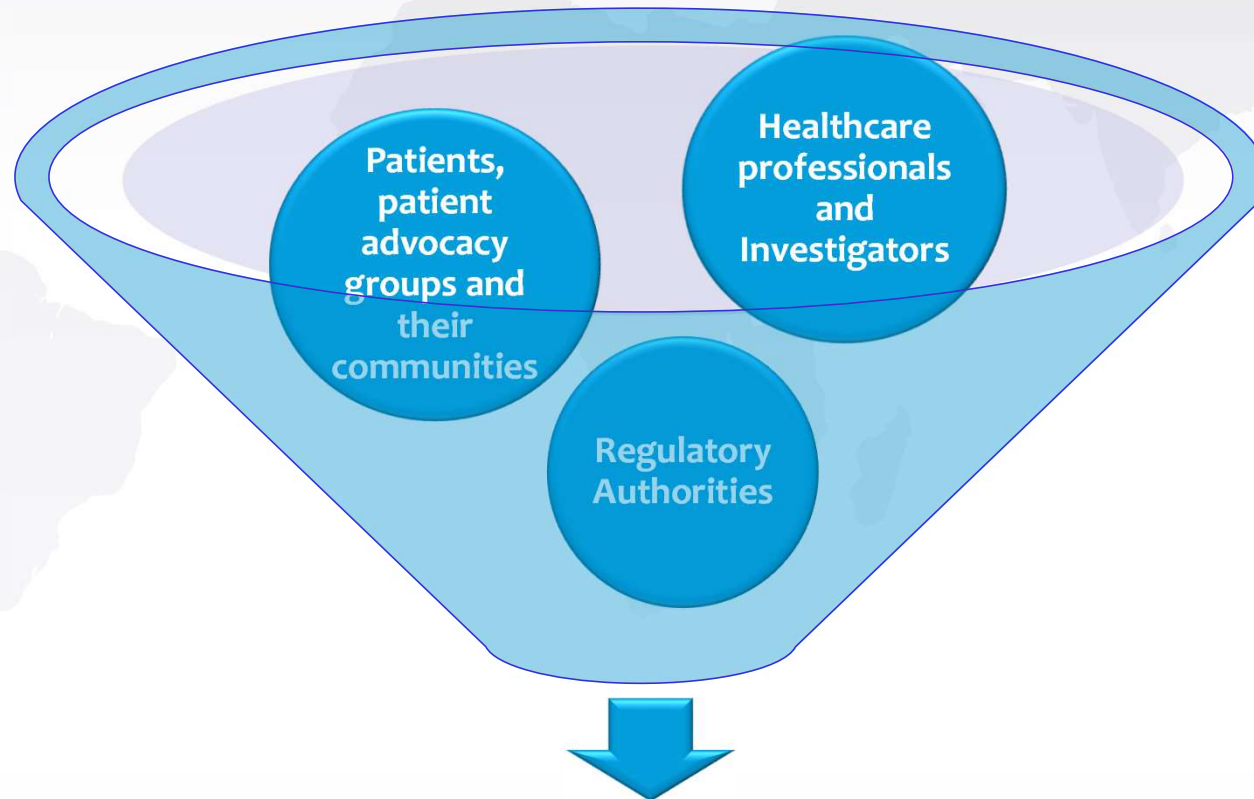 Patients,
patient
advocacy
groups and
their
communities
Healthcare
professionals
and
Investigators
Regulatory
Authorities